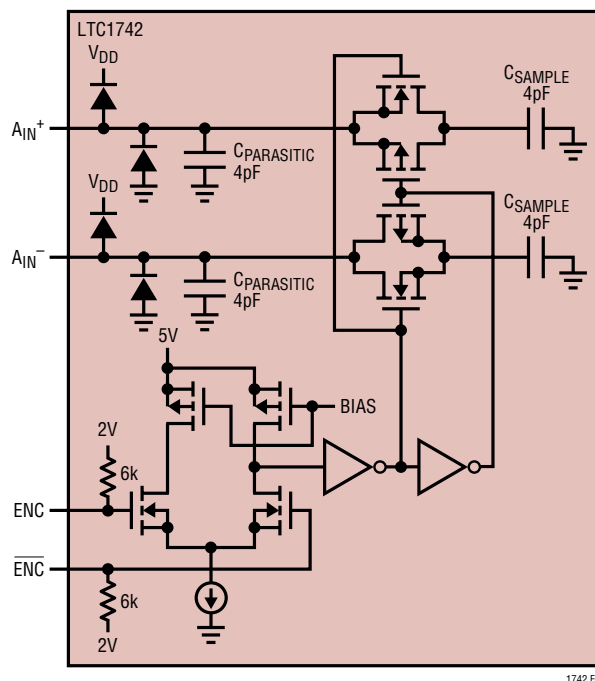 LTC1742
VDD
AIN+
CPARASITIC
4pF
CSAMPLE
4pF
VDD
AIN–
CPARASITIC
4pF
CSAMPLE
4pF
5V
BIAS
2V
6k
ENC
ENC
6k
2V
1742 F